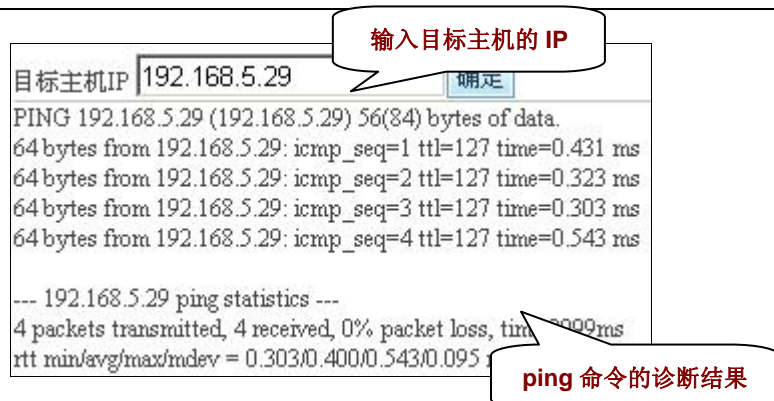 输入目标主机的 IP
目标主机IP 192.168.5.29 确定
PING 192.168.5.29 (192.168.5.29) 56(84) bytes of data.
64 bytes from 192.168.5.29: icmp_seq=1 ttl=127 time=0.431 ms
64 bytes from 192.168.5.29: icmp_seq=2 ttl=127 time=0.323 ms
64 bytes from 192.168.5.29: icmp_seq=3 ttl=127 time=0.303 ms
64 bytes from 192.168.5.29: icmp_seq=4 ttl=127 time=0.543 ms
--- 192.168.5.29 ping statistics ---
4 packets transmitted, 4 received, 0% packet loss,
rtt min/avg/max/mdev = 0.303/0.400/0.543/0.095
ping 命令的诊断结果